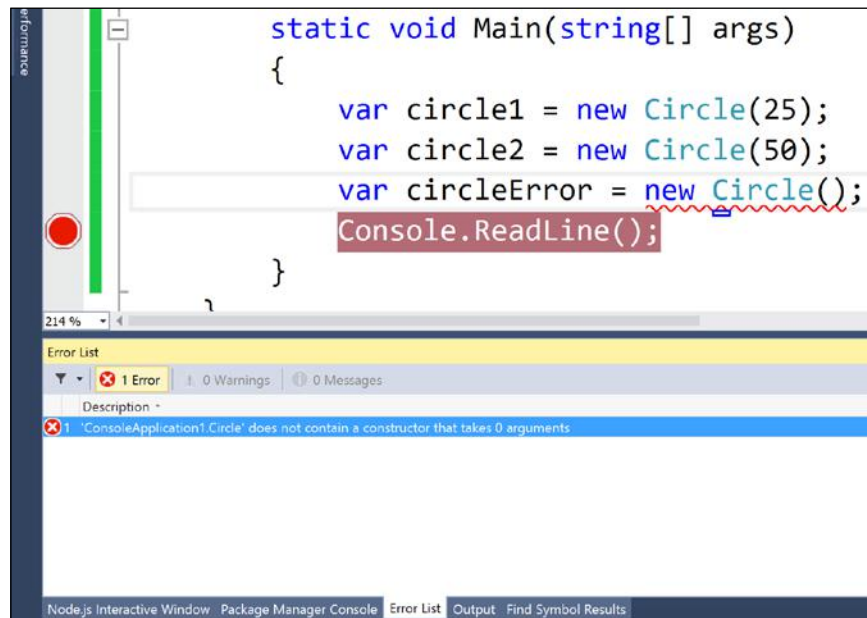 erformance
static void Main(string[] args)
{
var circle1 = new Circle(25);
var circle2 = new Circle(50);
var circleError = new Circle();
Console.ReadLine();
}
214 %
Error List
1 Error 0 Warnings 0 Messages
Description
1 'ConsoleApplication1.Circle' does not contain a constructor that takes 0 arguments
Node.js Interactive Window Package Manager Console Error List Output Find Symbol Results